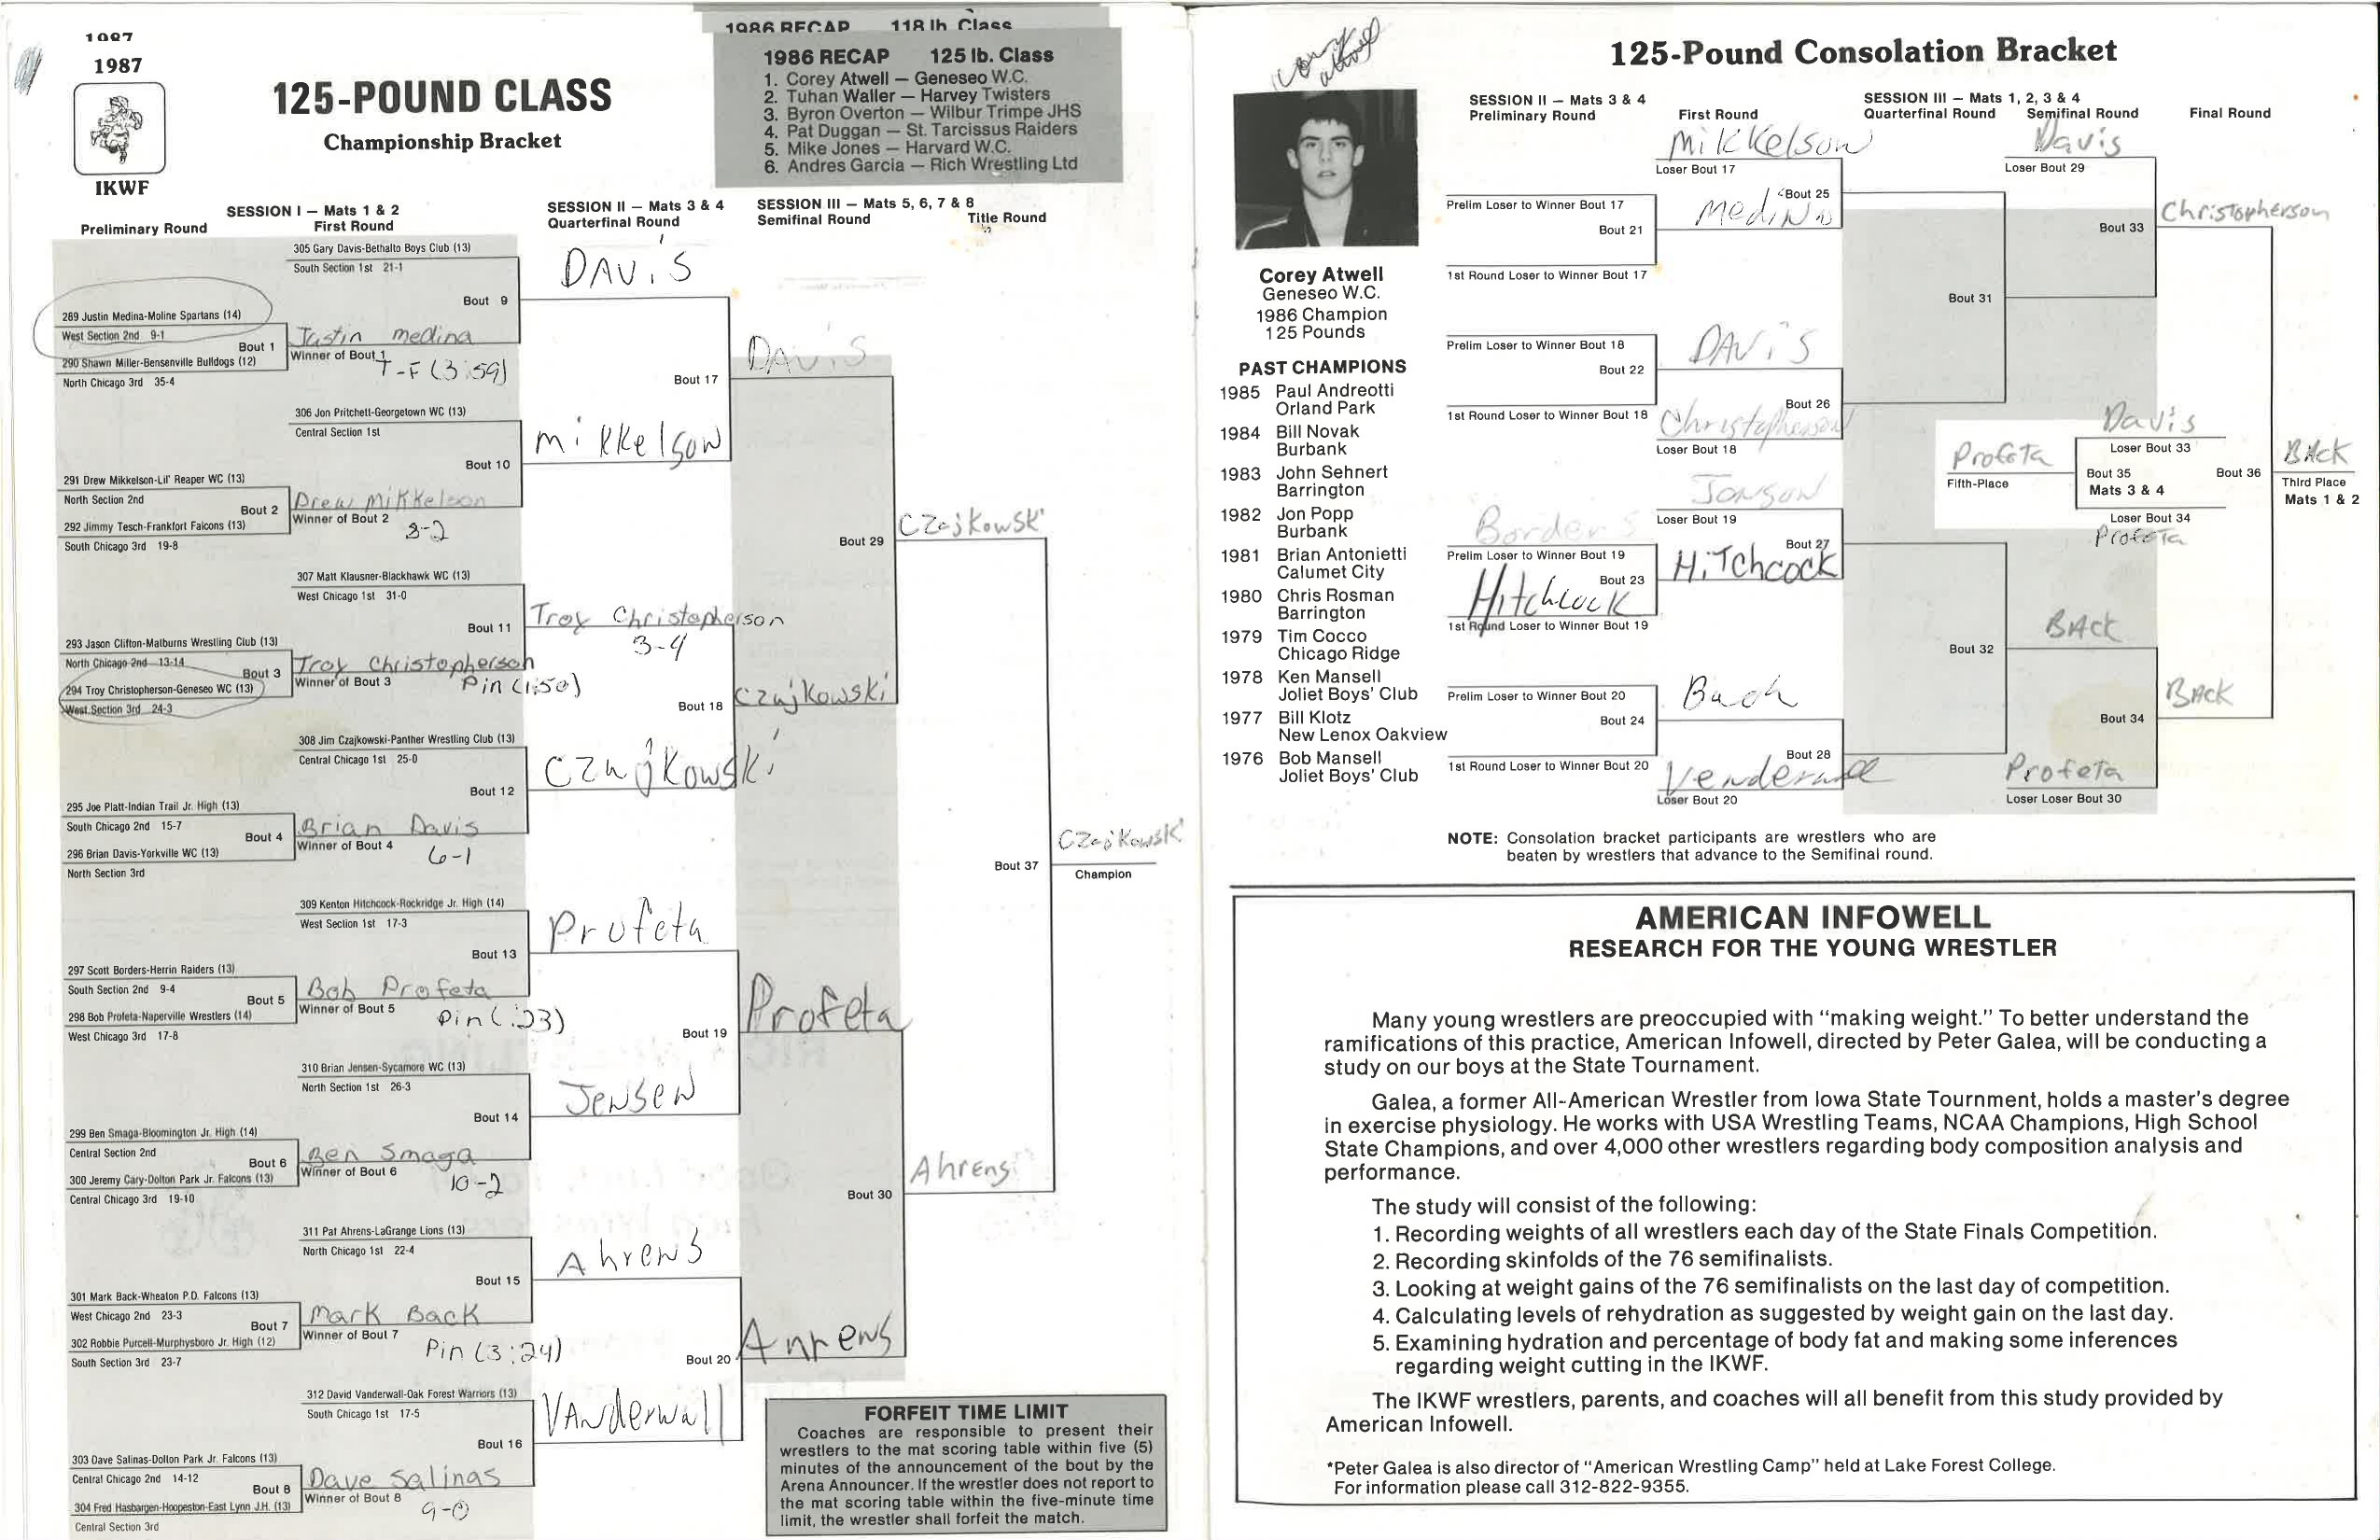 1987
1987
IKWF
125-POUND CLASS
Championship Bracket
1986 RECAP 118 lb. Class
1986 RECAP 125 lb. Class
1. Corey Atwell — Geneseo W.C.
2. Tuhan Waller — Harvey Twisters
3. Byron Overton — Wilbur Trimpe JHS
4. Pat Duggan — St. Tarcissus Raiders
5. Mike Jones — Harvard W.C.
6. Andres Garcia — Rich Wrestling Ltd
SESSION I — Mats 1 & 2
Preliminary Round First Round
SESSION II — Mats 3 & 4
Quarterfinal Round
SESSION III — Mats 5, 6, 7 & 8
Semifinal Round Title Round
305 Gary Davis-Bethalto Boys Club (13)
South Section 1st 21-1
Bout 9
DAViS
289 Justin Medina-Moline Spartans (14)
West Section 2nd 9-1
Bout 1
Justin medina
Winner of Bout 1
T-F (3:59)
290 Shawn Miller-Bensenville Bulldogs (12)
North Chicago 3rd 35-4
Bout 17
DAViS
306 Jon Pritchett-Georgetown WC (13)
Central Section 1st
Bout 10
mikkelson
291 Drew Mikkelson-Lil' Reaper WC (13)
North Section 2nd
Bout 2
Drew Mikkelson
Winner of Bout 2
3-2
292 Jimmy Tesch-Frankfort Falcons (13)
South Chicago 3rd 19-8
Bout 29
Czajkowski
307 Matt Klausner-Blackhawk WC (13)
West Chicago 1st 31-0
Bout 11
Troy Christopherson
3-4
293 Jason Clifton-Malburns Wrestling Club (13)
North Chicago 2nd 13-14
Bout 3
Troy Christopherson
Winner of Bout 3
Pin (1:50)
294 Troy Christopherson-Geneseo WC (13)
West Section 3rd 24-3
Bout 18
Czajkowski
308 Jim Czajkowski-Panther Wrestling Club (13)
Central Chicago 1st 25-0
Bout 12
Czajkowski
295 Joe Platt-Indian Trail Jr. High (13)
South Chicago 2nd 15-7
Bout 4
Brian Davis
Winner of Bout 4
6-1
296 Brian Davis-Yorkville WC (13)
North Section 3rd
Bout 37
Czajkowski
Champion
309 Kenton Hitchcock-Rockridge Jr. High (14)
West Section 1st 17-3
Bout 13
Profeta
297 Scott Borders-Herrin Raiders (13)
South Section 2nd 9-4
Bout 5
Bob Profeta
Winner of Bout 5
Pin (:23)
298 Bob Profeta-Naperville Wrestlers (14)
West Chicago 3rd 17-8
Bout 19
Profeta
310 Brian Jensen-Sycamore WC (13)
North Section 1st 26-3
Bout 14
Jensen
299 Ben Smaga-Bloomington Jr. High (14)
Central Section 2nd
Bout 6
Ben Smaga
Winner of Bout 6
10-2
300 Jeremy Cary-Dolton Park Jr. Falcons (13)
Central Chicago 3rd 19-10
Bout 30
Ahrens
311 Pat Ahrens-LaGrange Lions (13)
North Chicago 1st 22-4
Bout 15
Ahrens
301 Mark Back-Wheaton P.D. Falcons (13)
West Chicago 2nd 23-3
Bout 7
Mark Back
Winner of Bout 7
Pin (3:24)
302 Robbie Purcell-Murphysboro Jr. High (12)
South Section 3rd 23-7
Bout 20
Ahrens
312 David Vanderwall-Oak Forest Warriors (13)
South Chicago 1st 17-5
Bout 16
VAnderwall
303 Dave Salinas-Dolton Park Jr. Falcons (13)
Central Chicago 2nd 14-12
Bout 8
Dave Salinas
Winner of Bout 8
9-0
304 Fred Hasbargen-Hoopeston-East Lynn J.H. (13)
Central Section 3rd
FORFEIT TIME LIMIT
Coaches are responsible to present their
wrestlers to the mat scoring table within five (5)
minutes of the announcement of the bout by the
Arena Announcer. If the wrestler does not report to
the mat scoring table within the five-minute time
limit, the wrestler shall forfeit the match.
Corey
atwell
Corey Atwell
Geneseo W.C.
1986 Champion
125 Pounds
PAST CHAMPIONS
1985 Paul Andreotti
Orland Park
1984 Bill Novak
Burbank
1983 John Sehnert
Barrington
1982 Jon Popp
Burbank
1981 Brian Antonietti
Calumet City
1980 Chris Rosman
Barrington
1979 Tim Cocco
Chicago Ridge
1978 Ken Mansell
Joliet Boys' Club
1977 Bill Klotz
New Lenox Oakview
1976 Bob Mansell
Joliet Boys' Club
125-Pound Consolation Bracket
SESSION II — Mats 3 & 4
Preliminary Round First Round
SESSION III — Mats 1, 2, 3 & 4
Quarterfinal Round Semifinal Round Final Round
Mikkelson
Loser Bout 17
Bout 25
Prelim Loser to Winner Bout 17
Medina
Bout 21
1st Round Loser to Winner Bout 17
Davis
Loser Bout 29
Christopherson
Bout 33
Bout 31
Prelim Loser to Winner Bout 18
DAViS
Bout 22
1st Round Loser to Winner Bout 18
Bout 26
Christopherson
Loser Bout 18
Davis
Loser Bout 33
Profeta
Fifth-Place
Bout 35
Mats 3 & 4
Loser Bout 34
Profeta
Bout 36
BAck
Third Place
Mats 1 & 2
Jonson
Loser Bout 19
Borders
Prelim Loser to Winner Bout 19
Bout 27
HiTchcock
Bout 23
Hitchcock
1st Round Loser to Winner Bout 19
BAck
Bout 32
Prelim Loser to Winner Bout 20
Bach
Bout 24
1st Round Loser to Winner Bout 20
Bout 28
Loser Bout 20
BAck
Bout 34
Profeta
Loser Loser Bout 30
NOTE: Consolation bracket participants are wrestlers who are
beaten by wrestlers that advance to the Semifinal round.
AMERICAN INFOWELL
RESEARCH FOR THE YOUNG WRESTLER
Many young wrestlers are preoccupied with "making weight." To better understand the
ramifications of this practice, American Infowell, directed by Peter Galea, will be conducting a
study on our boys at the State Tournament.
Galea, a former All-American Wrestler from Iowa State Tournment, holds a master's degree
in exercise physiology. He works with USA Wrestling Teams, NCAA Champions, High School
State Champions, and over 4,000 other wrestlers regarding body composition analysis and
performance.
The study will consist of the following:
1. Recording weights of all wrestlers each day of the State Finals Competition.
2. Recording skinfolds of the 76 semifinalists.
3. Looking at weight gains of the 76 semifinalists on the last day of competition.
4. Calculating levels of rehydration as suggested by weight gain on the last day.
5. Examining hydration and percentage of body fat and making some inferences
regarding weight cutting in the IKWF.
The IKWF wrestlers, parents, and coaches will all benefit from this study provided by
American Infowell.
*Peter Galea is also director of "American Wrestling Camp" held at Lake Forest College.
For information please call 312-822-9355.